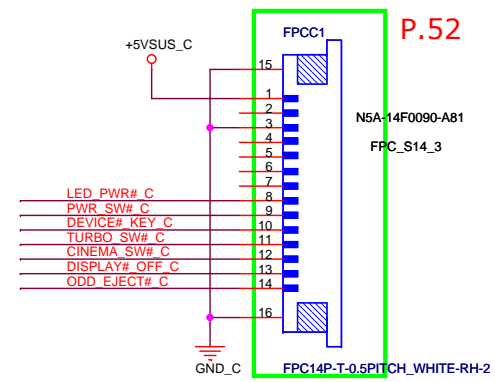 P.52
FPCC1
+5VSUS_C
15
1
2
3
N5A-14F0090-A81
4
FPC_S14_3
5
6
7
LED_PWR#_C 8
PWR_SW#_C 9
DEVICE#_KEY_C 10
TURBO_SW#_C 11
CINEMA_SW#_C 12
DISPLAY#_OFF_C 13
ODD_EJECT#_C 14
16
GND_C
FPC14P-T-0.5PITCH_WHITE-RH-2